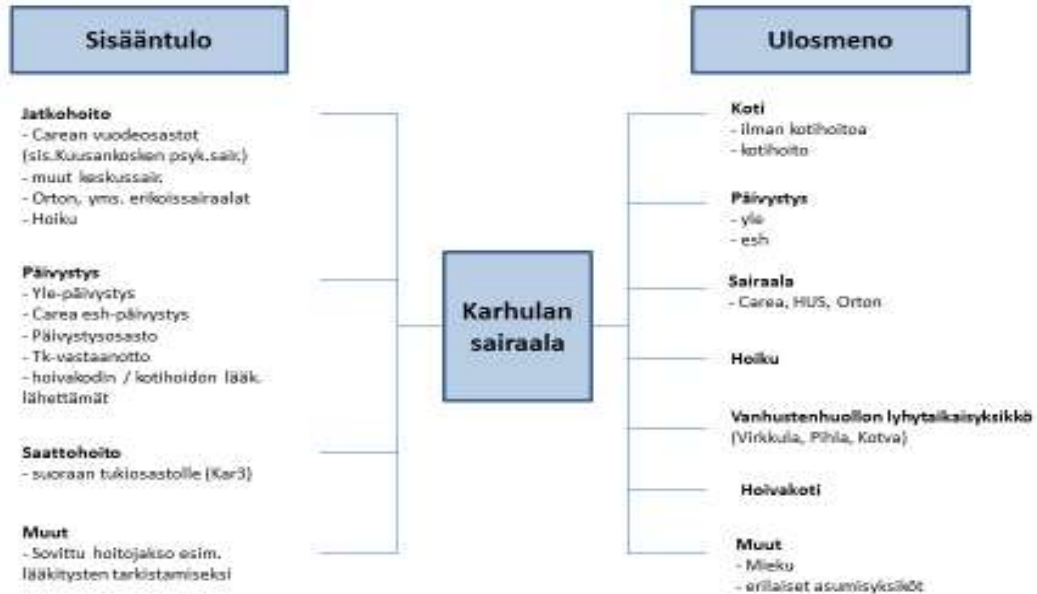 Sisääntulo
Jatkohoito
- Carean vuodeosastot
(sis.Kuusankosken psyk.sair.)
- muut keskussair.
- Orton, yms. erikoissairaalat
- Hoiku
Päivystys
- Yle-päivystys
- Carea esh-päivystys
- Päivystysosasto
- Tk-vastaanotto
- hoivakodin / kotihoidon lääk.
lähettämät
Saattohoito
- suoraan tukiosastolle (Kar3)
Muut
- Sovittu hoitojakso esim.
lääkitysten tarkistamiseksi
Karhulan
sairaala
Ulosmeno
Koti
- ilman kotihoitoa
- kotihoito
Päivystys
- yle
- esh
Sairaala
- Carea, HUS, Orton
Hoiku
Vanhustenhuollon lyhytaikaisyksikkö
(Virkkula, Pihla, Kotva)
Hoivakoti
Muut
- Mieku
- erilaiset asumisyksiköt